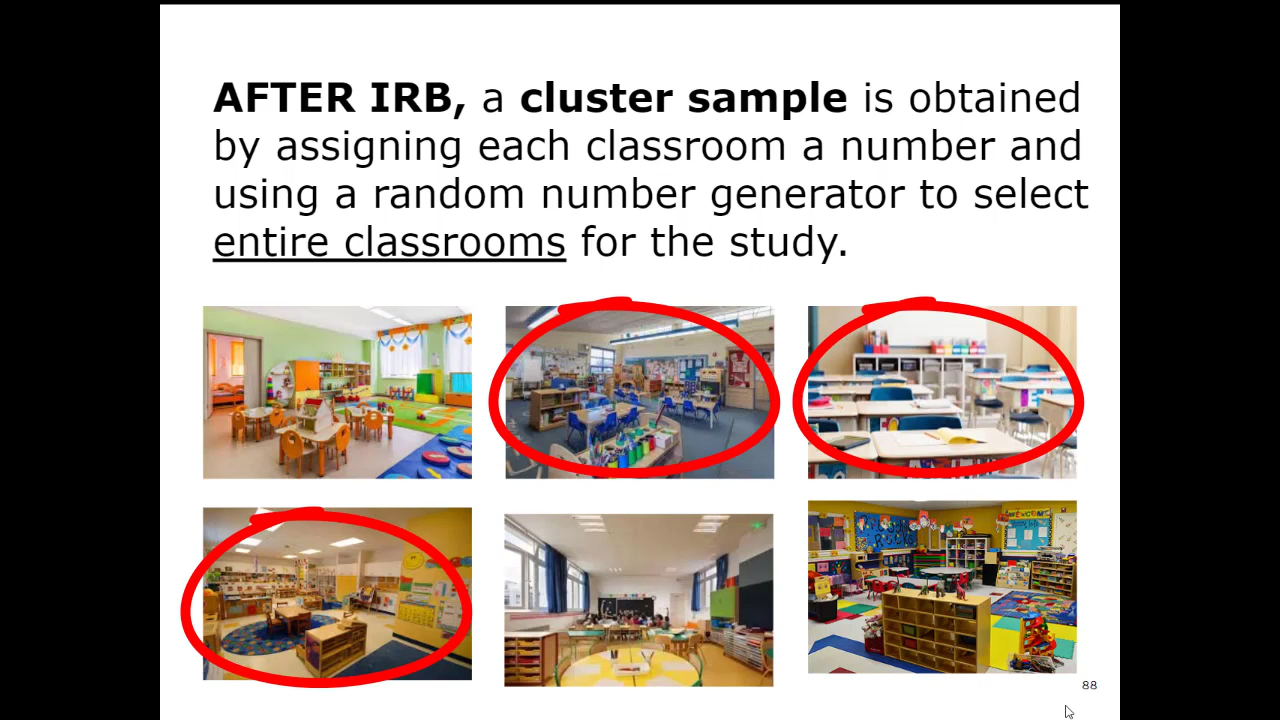 AFTER IRB, a cluster sample is obtained
by assigning each classroom a number and
using a random number generator to select
entire classrooms for the study.
WELCOME
88